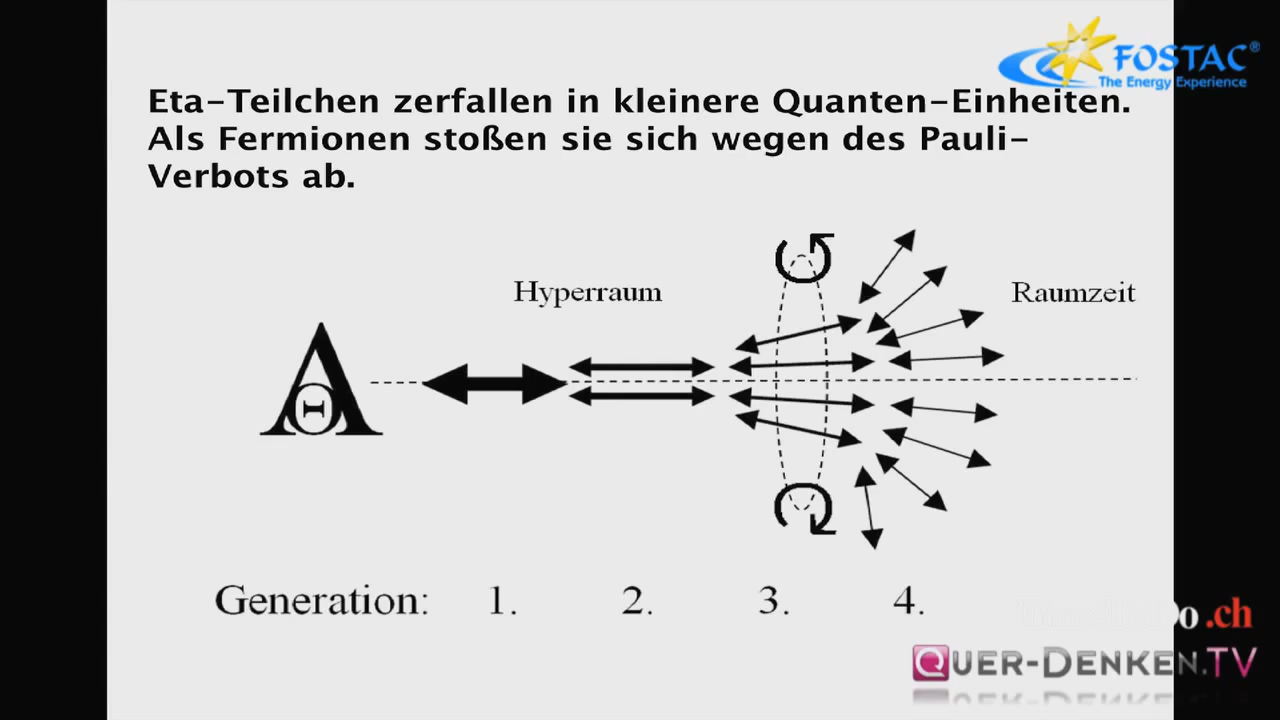 FOSTAC®
The Energy Experience
Eta-Teilchen zerfallen in kleinere Quanten-Einheiten.
Als Fermionen stoßen sie sich wegen des Pauli-
Verbots ab.
Hyperraum
Raumzeit
Λ
Θ
Generation: 1. 2. 3. 4.
.ch
QUER-DENKEN.TV